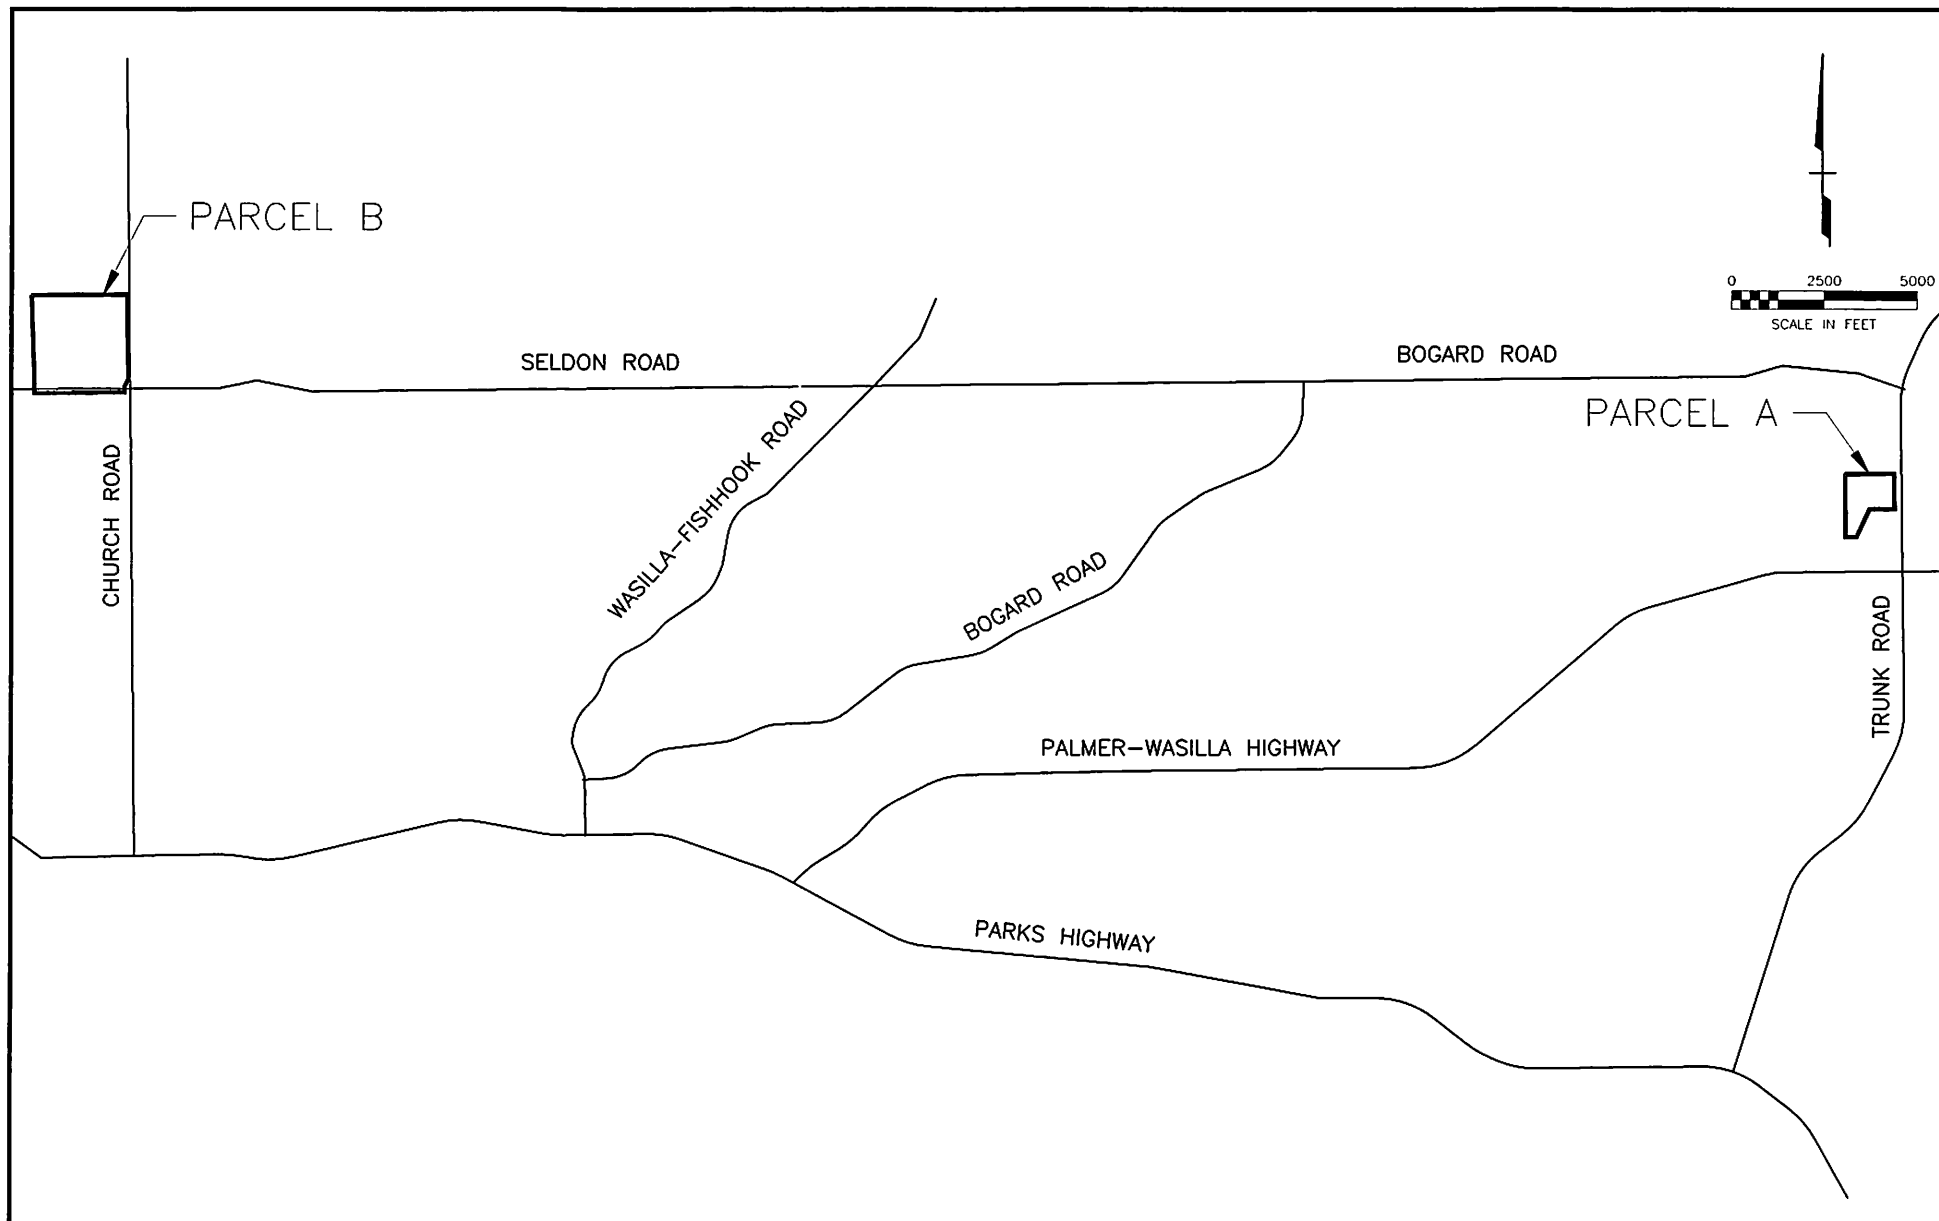 PARCEL B
0 2500 5000
SCALE IN FEET
SELDON ROAD
BOGARD ROAD
PARCEL A
CHURCH ROAD
WASILLA-FISHHOOK ROAD
BOGARD ROAD
TRUNK ROAD
PALMER-WASILLA HIGHWAY
PARKS HIGHWAY